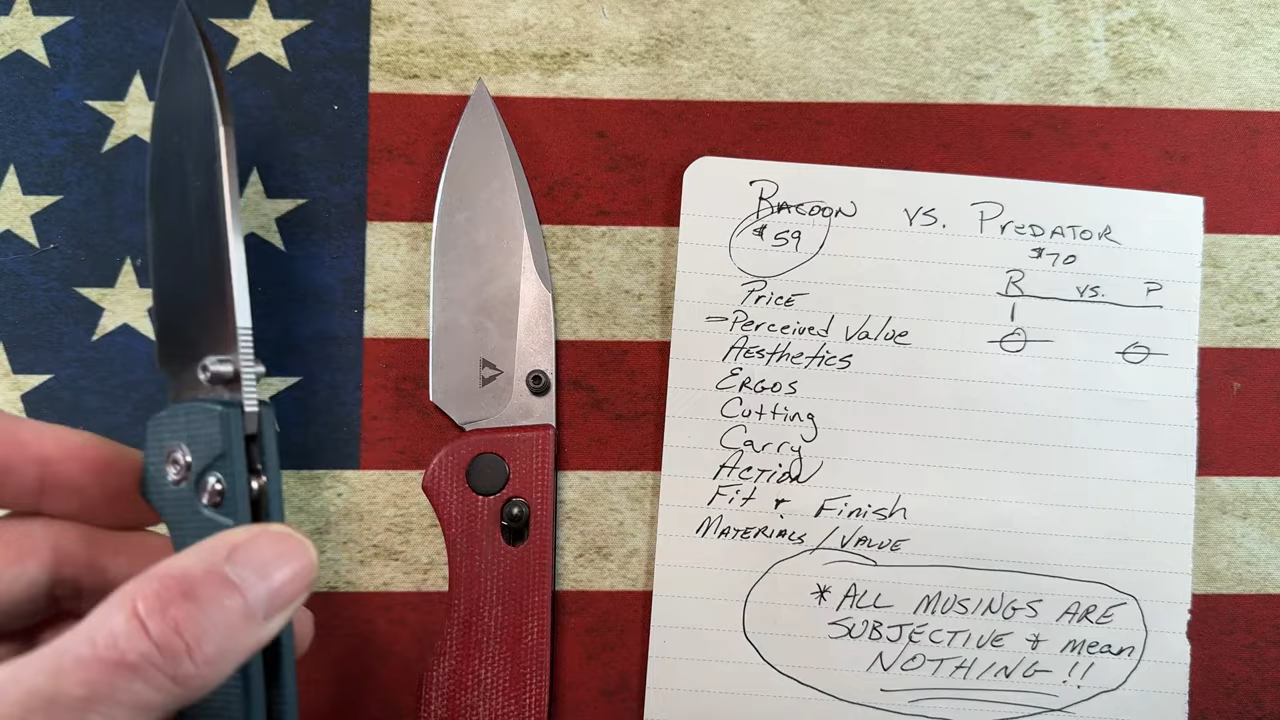 RACOON vs. PREDATOR
$59 $70
R vs. P
Price |
=Perceived Value
Aesthetics
Ergos
Cutting
Carry
Action
Fit & Finish
Materials / Value
* ALL MUSINGS ARE
SUBJECTIVE & mean
NOTHING!!